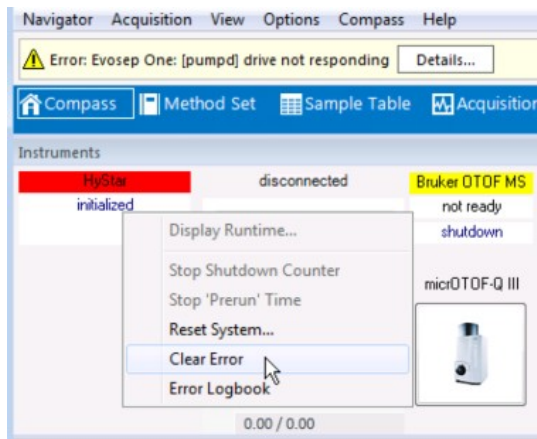 Navigator Acquisition View Options Compass Help
Error: Evosep One: [pumpd] drive not responding Details...
Compass Method Set Sample Table Acquisition
Instruments
HyStar disconnected Bruker OTOF MS
initialized not ready
shutdown
Display Runtime...
Stop Shutdown Counter
Stop 'Prerun' Time
micrOTOF-Q III
Reset System...
Clear Error
Error Logbook
0.00 / 0.00